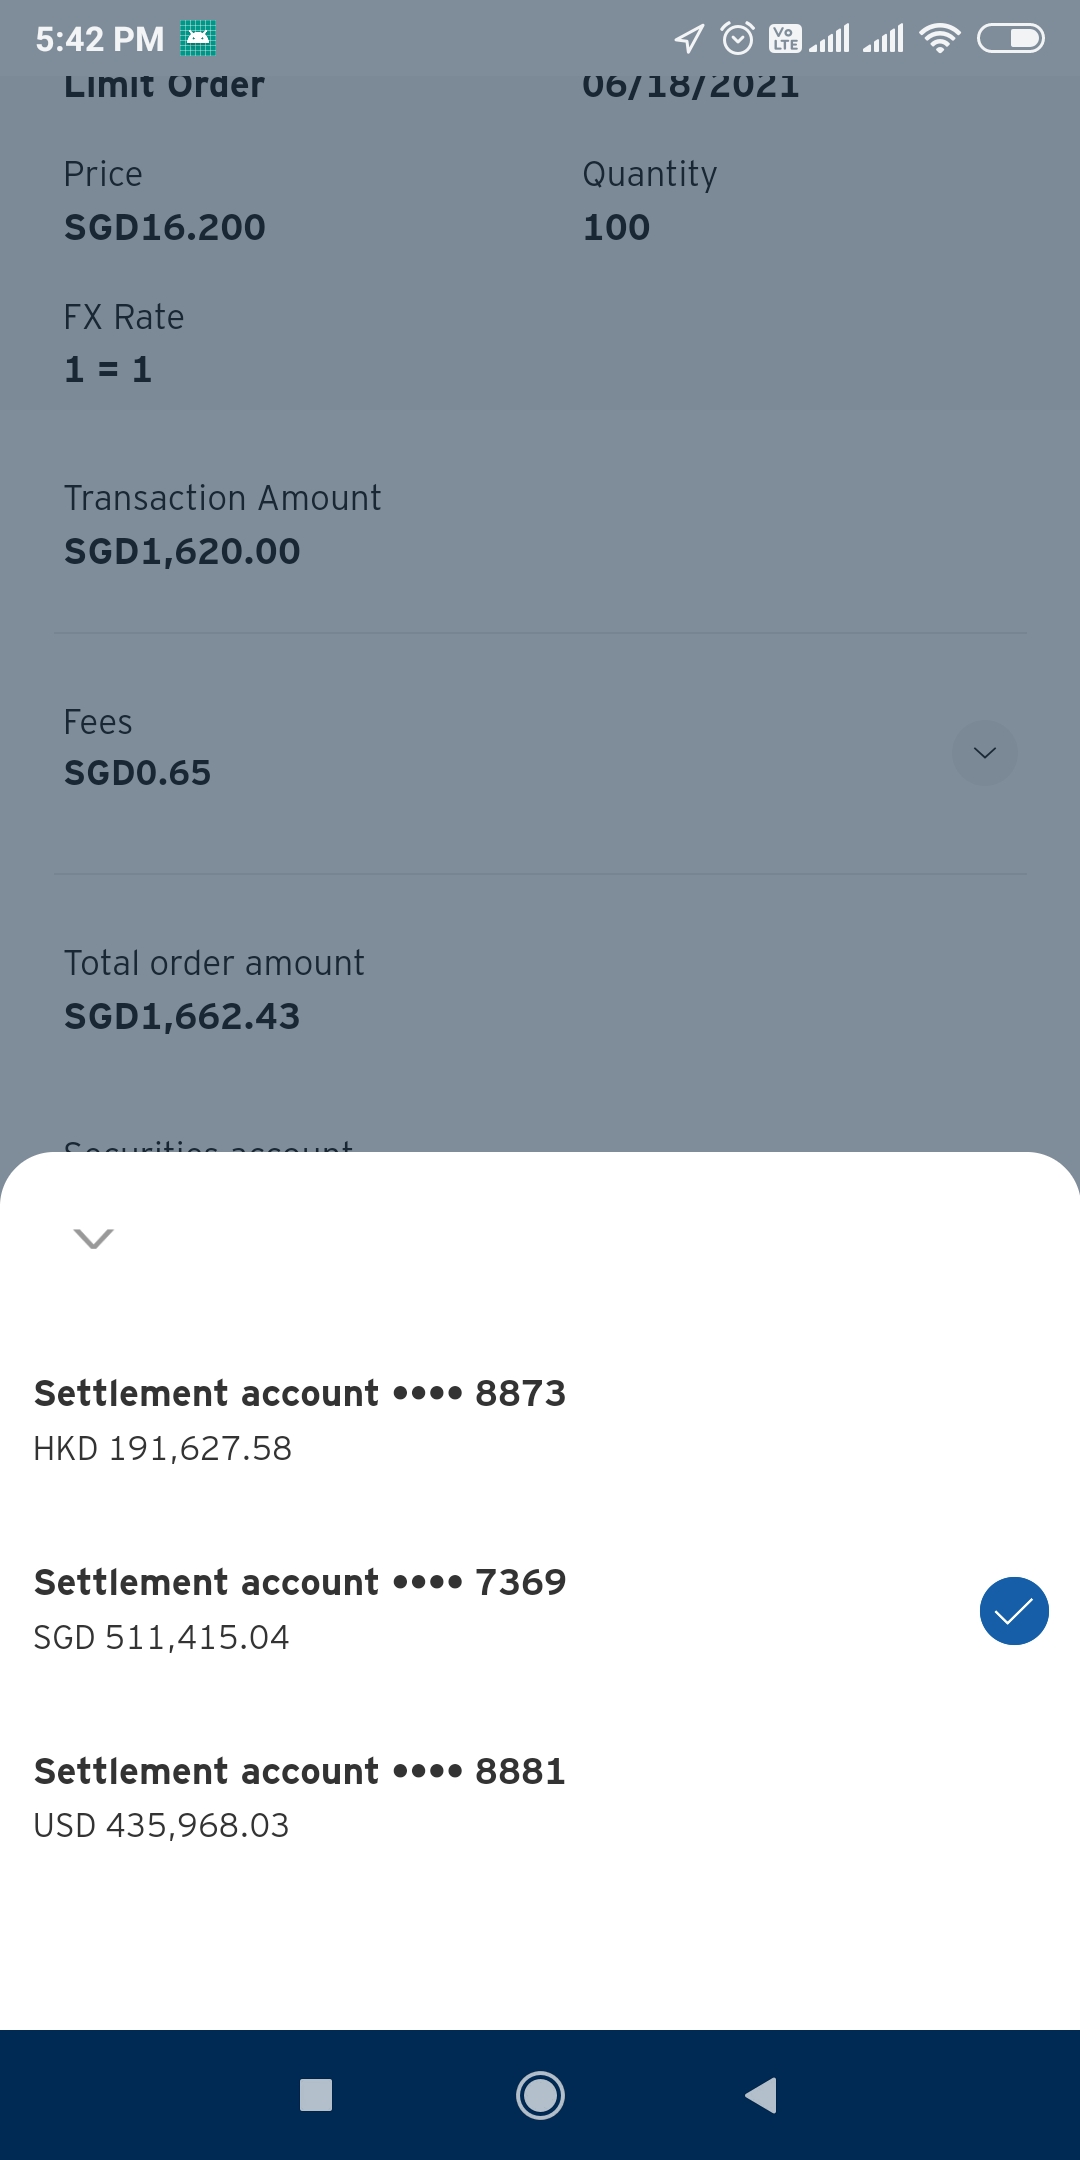 5:42 PM
Vo LTE
Limit Order
06/18/2021
Price
Quantity
SGD16.200
100
FX Rate
1 = 1
Transaction Amount
SGD1,620.00
Fees
SGD0.65
Total order amount
SGD1,662.43
Securities account
Settlement account •••• 8873
HKD 191,627.58
Settlement account •••• 7369
SGD 511,415.04
Settlement account •••• 8881
USD 435,968.03